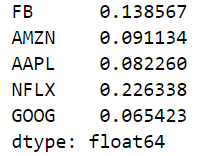 FB      0.138567
AMZN    0.091134
AAPL    0.082260
NFLX    0.226338
GOOG    0.065423
dtype: float64